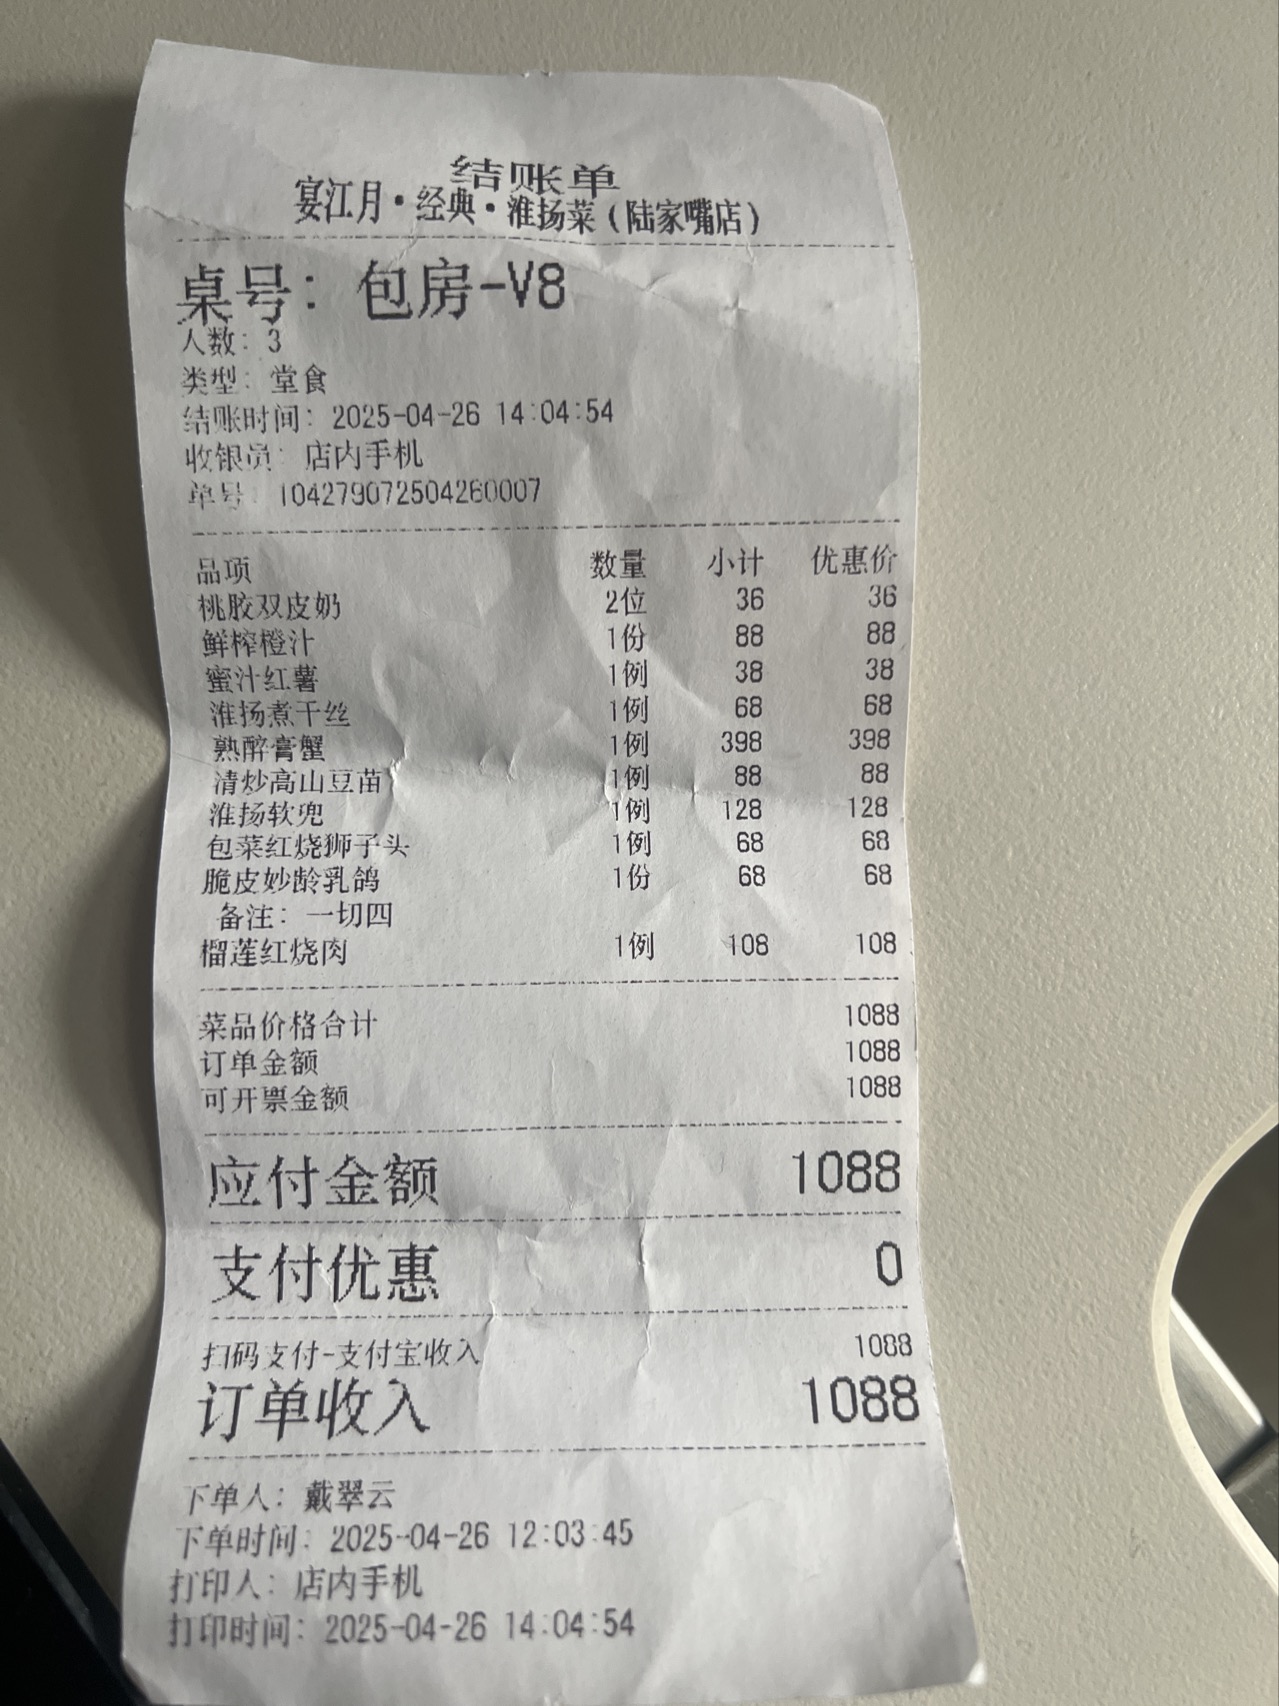 结账单
宴江月·经典·淮扬菜(陆家嘴店)
桌号: 包房-V8
人数: 3
类型: 堂食
结账时间: 2025-04-26 14:04:54
收银员: 店内手机
单号: 104279072504260007
品项 数量 小计 优惠价
桃胶双皮奶 2位 36 36
鲜榨橙汁 1份 88 88
蜜汁红薯 1例 38 38
淮扬煮干丝 1例 68 68
熟醉膏蟹 1例 398 398
清炒高山豆苗 1例 88 88
淮扬软兜 1例 128 128
包菜红烧狮子头 1例 68 68
脆皮妙龄乳鸽 1份 68 68
备注: 一切四
榴莲红烧肉 1例 108 108
菜品价格合计 1088
订单金额 1088
可开票金额 1088
应付金额 1088
支付优惠 0
扫码支付-支付宝收入 1088
订单收入 1088
下单人: 戴翠云
下单时间: 2025-04-26 12:03:45
打印人: 店内手机
打印时间: 2025-04-26 14:04:54